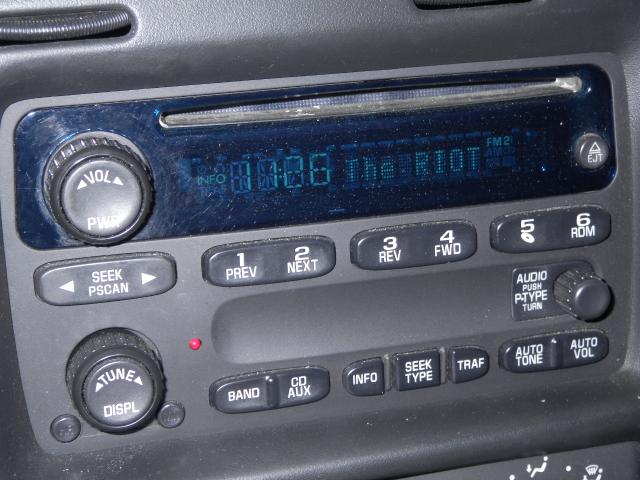 FM2
INFO 11:06 The RIOT
EJT
VOL
PWR
1 PREV 2 NEXT
3 REV 4 FWD
5 6 RDM
SEEK
PSCAN
AUDIO
PUSH
P-TYPE
TURN
TUNE
DISPL
BAND
CD
AUX
INFO
SEEK
TYPE
TRAF
AUTO
TONE
AUTO
VOL